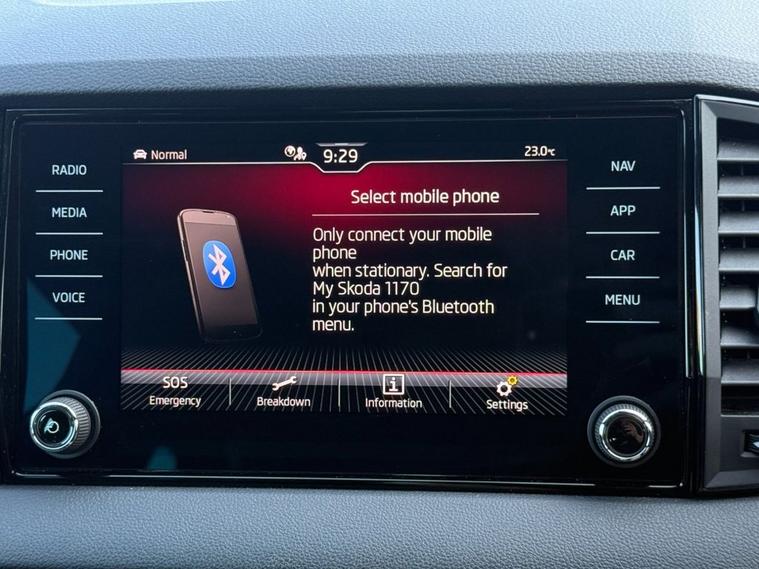 RADIO
MEDIA
PHONE
VOICE
Normal
9:29
23.0°C
Select mobile phone
Only connect your mobile
phone
when stationary. Search for
My Skoda 1170
in your phone's Bluetooth
menu.
SOS
Emergency
Breakdown
i
Information
Settings
NAV
APP
CAR
MENU